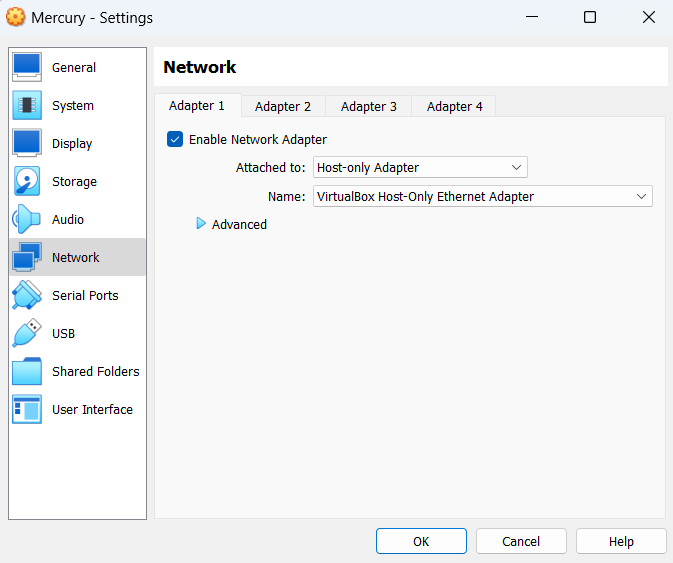 Mercury - Settings
General
System
Display
Storage
Audio
Network
Serial Ports
USB
Shared Folders
User Interface
Network
Adapter 1 Adapter 2 Adapter 3 Adapter 4
Enable Network Adapter
Attached to: Host-only Adapter
Name: VirtualBox Host-Only Ethernet Adapter
Advanced
OK Cancel Help